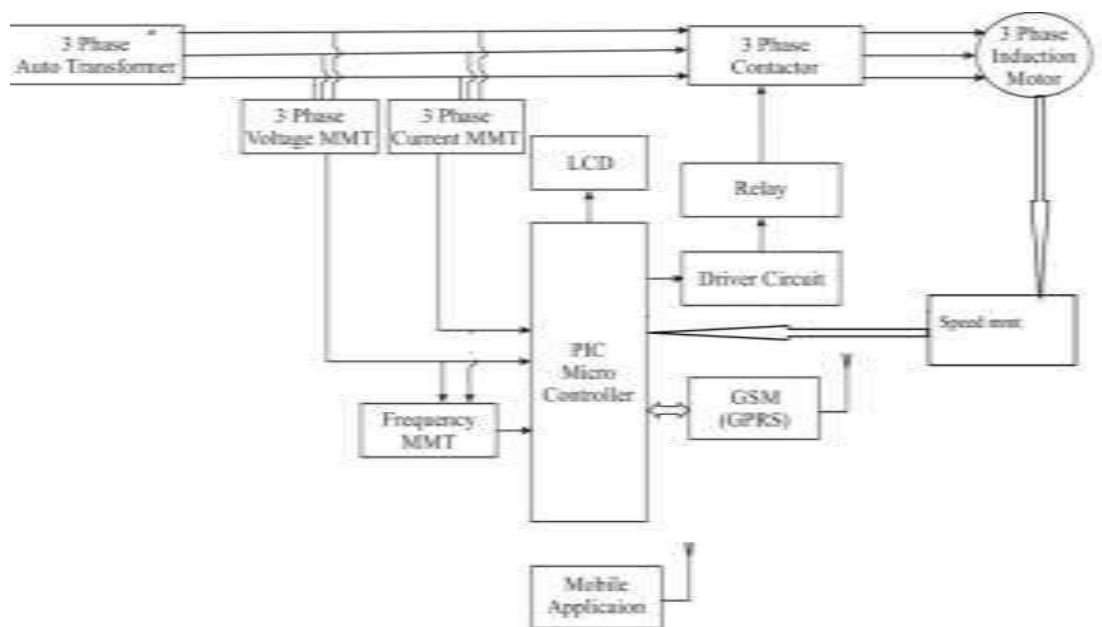 3 Phase
Auto Transformer
3 Phase
Contactor
3 Phase
Induction
Motor
3 Phase
Voltage MMT
3 Phase
Current MMT
LCD
Relay
Driver Circuit
Speed mnt
PIC
Micro
Controller
GSM
(GPRS)
Frequency
MMT
Mobile
Applicaion